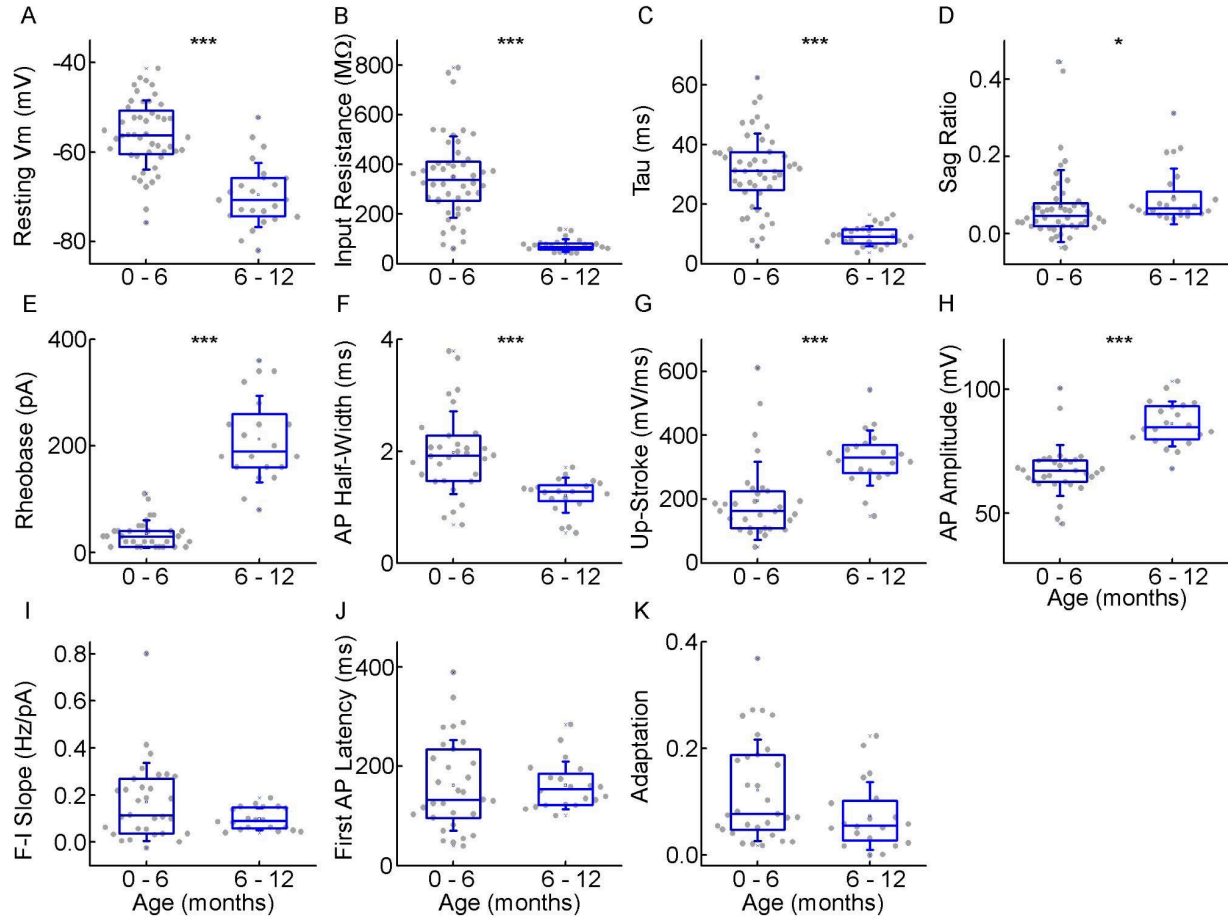 A
Resting Vm (mV)
-40
-60
-80
***
0 - 6
6 - 12
B
Input Resistance (MΩ)
800
600
400
200
0
***
0 - 6
6 - 12
C
Tau (ms)
60
40
20
0
***
0 - 6
6 - 12
D
Sag Ratio
0.4
0.2
0.0
*
0 - 6
6 - 12
E
Rheobase (pA)
400
200
0
***
0 - 6
6 - 12
F
AP Half-Width (ms)
4
2
0
***
0 - 6
6 - 12
G
Up-Stroke (mV/ms)
600
400
200
0
***
0 - 6
6 - 12
H
AP Amplitude (mV)
100
50
***
0 - 6
6 - 12
Age (months)
I
F-I Slope (Hz/pA)
0.8
0.6
0.4
0.2
0.0
0 - 6
6 - 12
Age (months)
J
First AP Latency (ms)
400
200
0
0 - 6
6 - 12
Age (months)
K
Adaptation
0.4
0.2
0.0
0 - 6
6 - 12
Age (months)